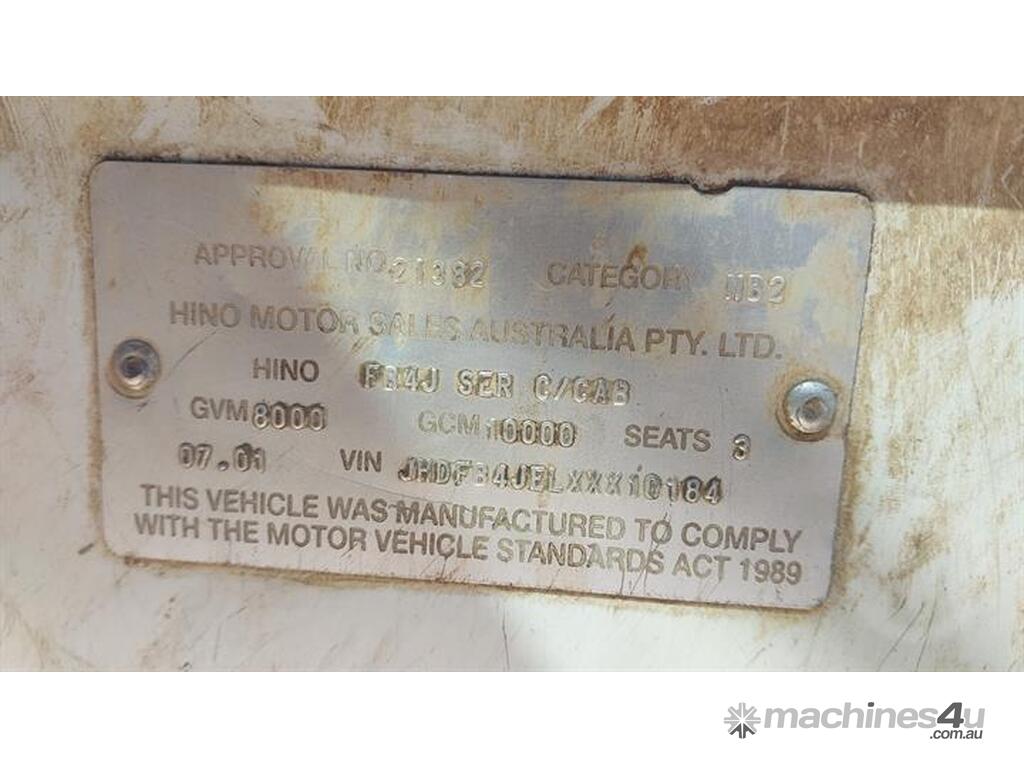 APPROVAL NO. 21382 CATEGORY NB2
HINO MOTOR SALES AUSTRALIA PTY. LTD.
HINO FB4J SER C/CAB
GVM 8000 GCM 10000 SEATS 3
07.01 VIN JHDFB4JELXXX10184
THIS VEHICLE WAS MANUFACTURED TO COMPLY
WITH THE MOTOR VEHICLE STANDARDS ACT 1989
machines4u
.com.au